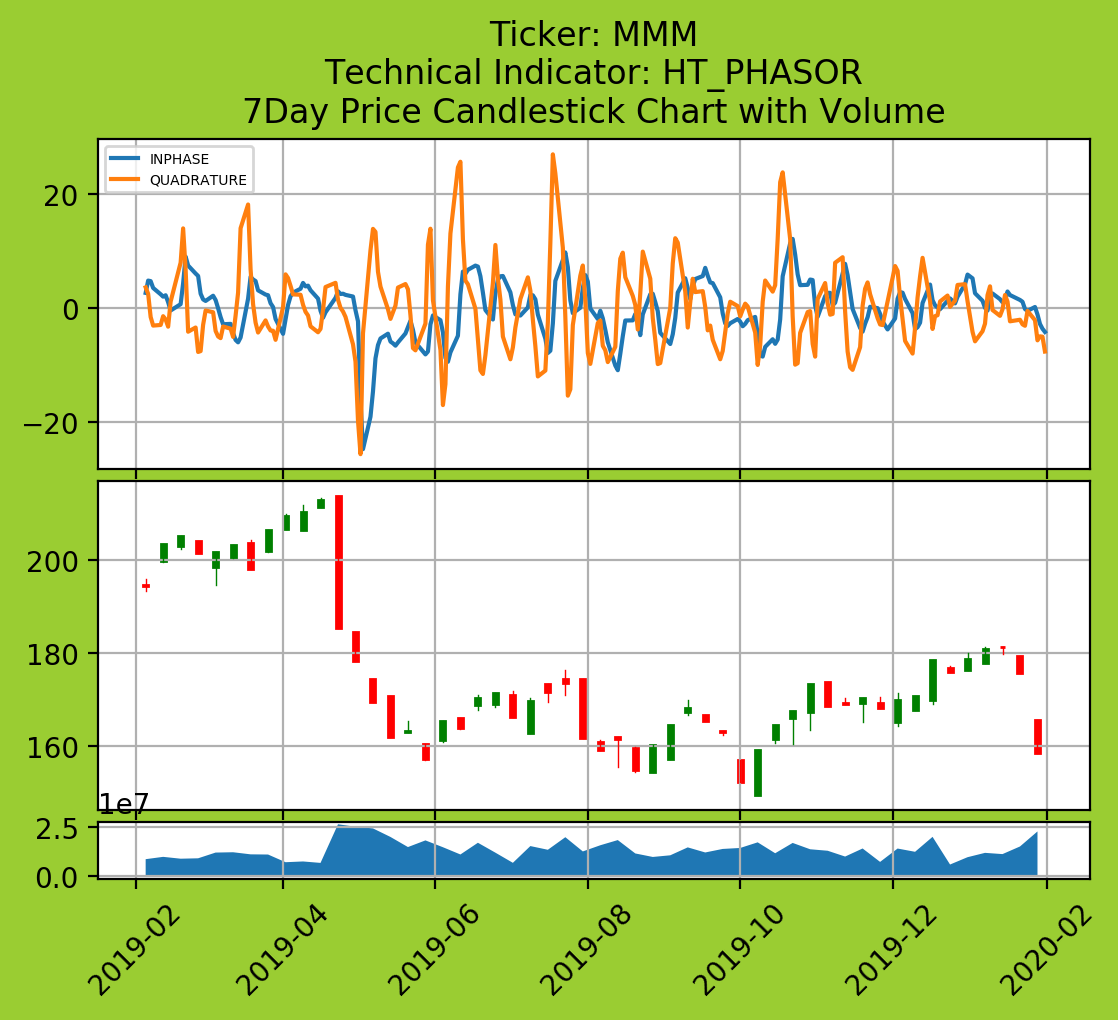 Ticker: MMM
Technical Indicator: HT_PHASOR
7Day Price Candlestick Chart with Volume
INPHASE
QUADRATURE
20
0
−20
200
180
160
1e7
2.5
0.0
2019-02
2019-04
2019-06
2019-08
2019-10
2019-12
2020-02